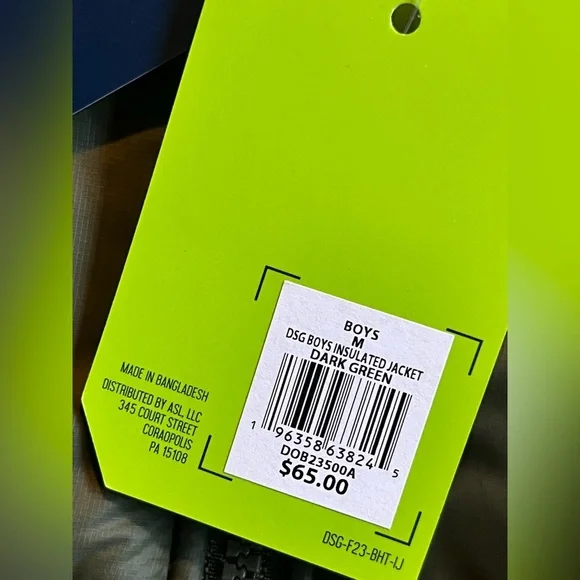 BOYS
M
DSG BOYS INSULATED JACKET
DARK GREEN
1 96358 63824 5
DOB23500A
$65.00
MADE IN BANGLADESH
DISTRIBUTED BY ASL, LLC
345 COURT STREET
CORAOPOLIS
PA 15108
DSG-F23-BHT-IJ